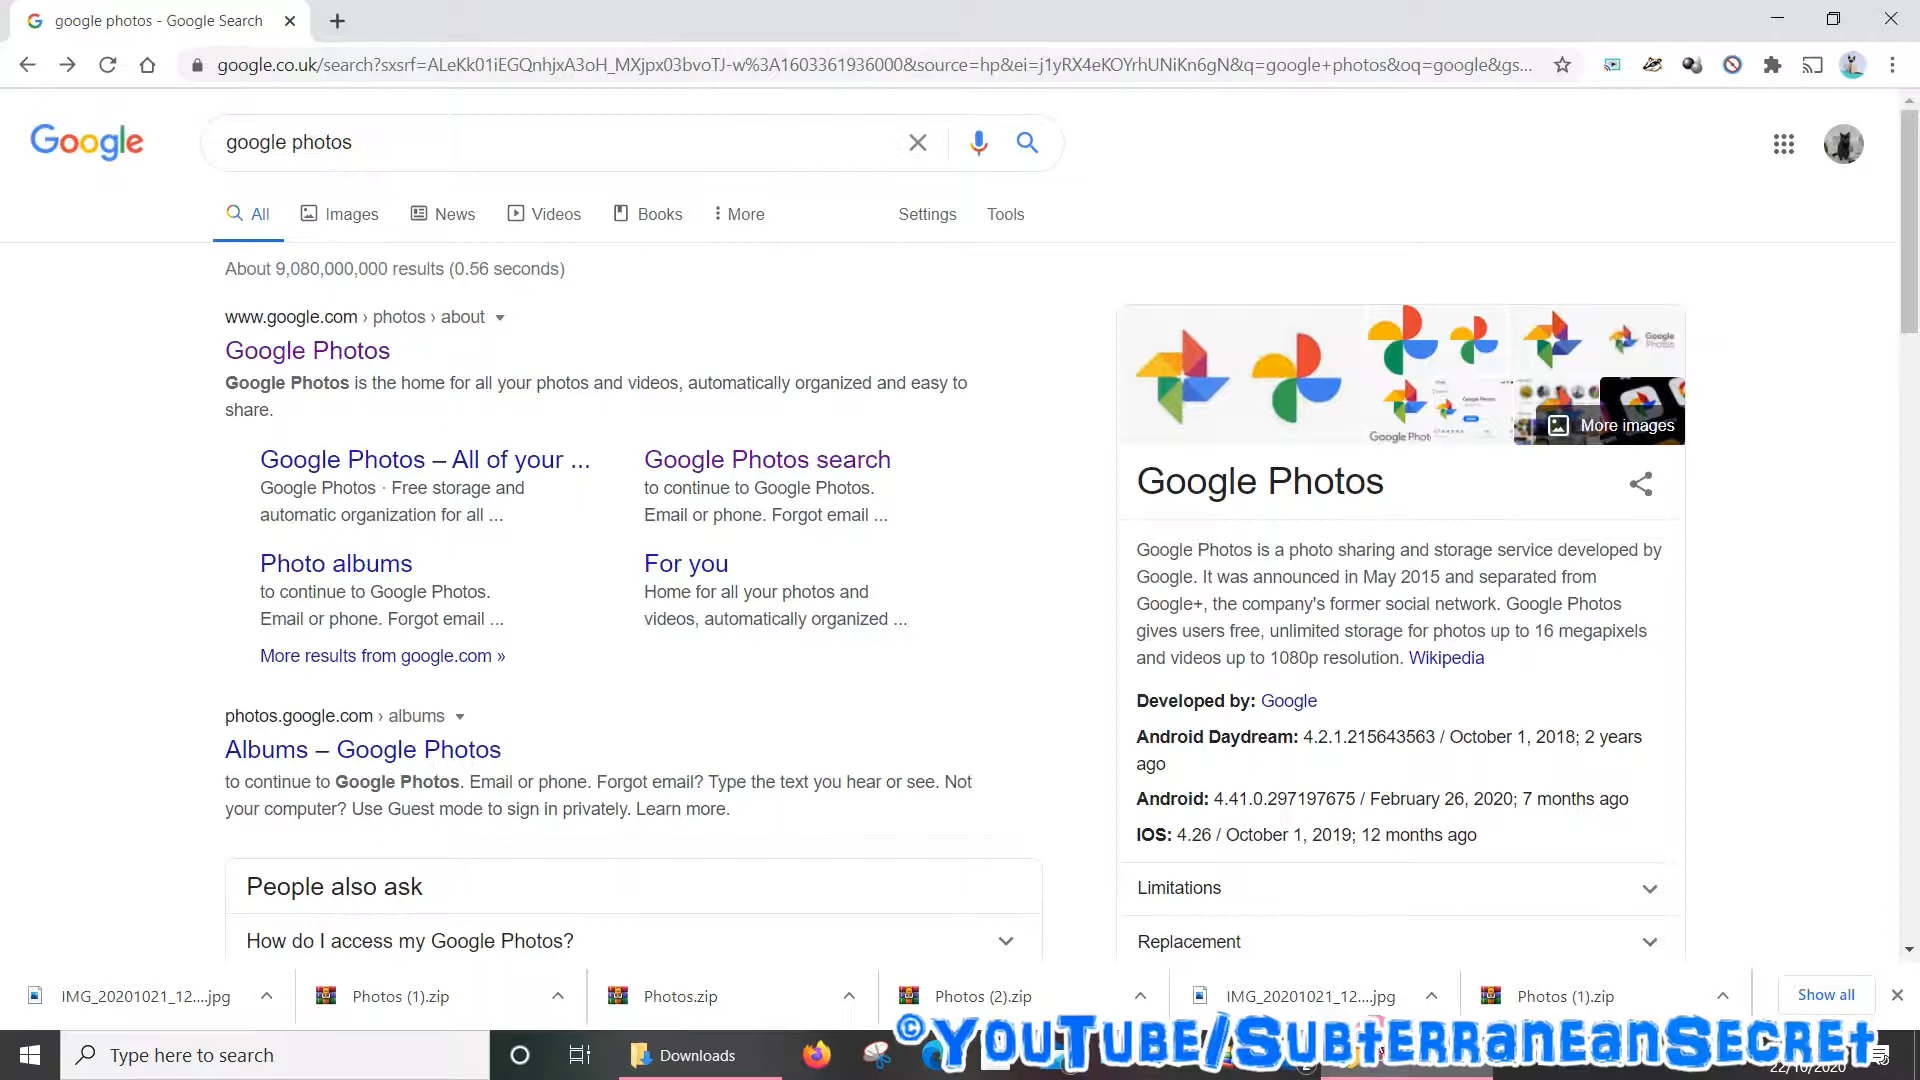 google photos - Google Search
google.co.uk/search?sxsrf=ALeKk01iEGQnhjxA3oH_MXjpx03bvoTJ-w%3A1603361936000&source=hp&ei=j1yRX4eKOYrhUNiKn6gN&q=google+photos&oq=google&gs...
Google
google photos
All
Images
News
Videos
Books
More
Settings
Tools
About 9,080,000,000 results (0.56 seconds)
www.google.com › photos › about
Google Photos
Google Photos is the home for all your photos and videos, automatically organized and easy to
share.
Google Photos – All of your ...
Google Photos · Free storage and
automatic organization for all ...
Google Photos search
to continue to Google Photos.
Email or phone. Forgot email ...
Photo albums
to continue to Google Photos.
Email or phone. Forgot email ...
For you
Home for all your photos and
videos, automatically organized ...
More results from google.com »
photos.google.com › albums
Albums – Google Photos
to continue to Google Photos. Email or phone. Forgot email? Type the text you hear or see. Not
your computer? Use Guest mode to sign in privately. Learn more.
People also ask
How do I access my Google Photos?
Google
Photos
Google Photos
Google Phot
More images
Google Photos
Google Photos is a photo sharing and storage service developed by
Google. It was announced in May 2015 and separated from
Google+, the company's former social network. Google Photos
gives users free, unlimited storage for photos up to 16 megapixels
and videos up to 1080p resolution. Wikipedia
Developed by: Google
Android Daydream: 4.2.1.215643563 / October 1, 2018; 2 years
ago
Android: 4.41.0.297197675 / February 26, 2020; 7 months ago
IOS: 4.26 / October 1, 2019; 12 months ago
Limitations
Replacement
IMG_20201021_12....jpg
Photos (1).zip
Photos.zip
Photos (2).zip
IMG_20201021_12....jpg
Photos (1).zip
Show all
Type here to search
Downloads
©YouTube/SubterraneanSecret
22/10/2020